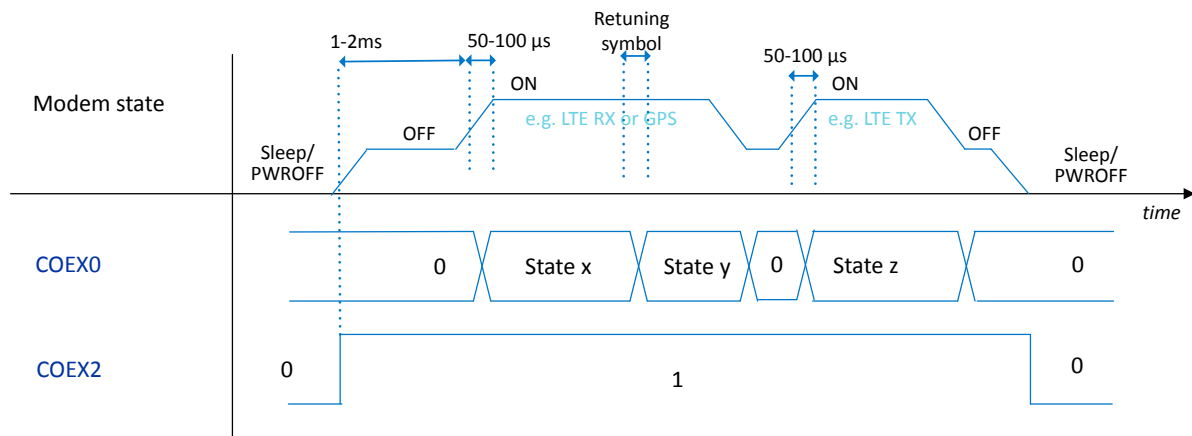 Retuning
symbol
1-2ms
50-100 µs
50-100 µs
ON
ON
Modem state
e.g. LTE RX or GPS
e.g. LTE TX
OFF
OFF
Sleep/
PWROFF
Sleep/
PWROFF
time
COEX0
0
State x
State y
0
State z
0
COEX2
0
1
0